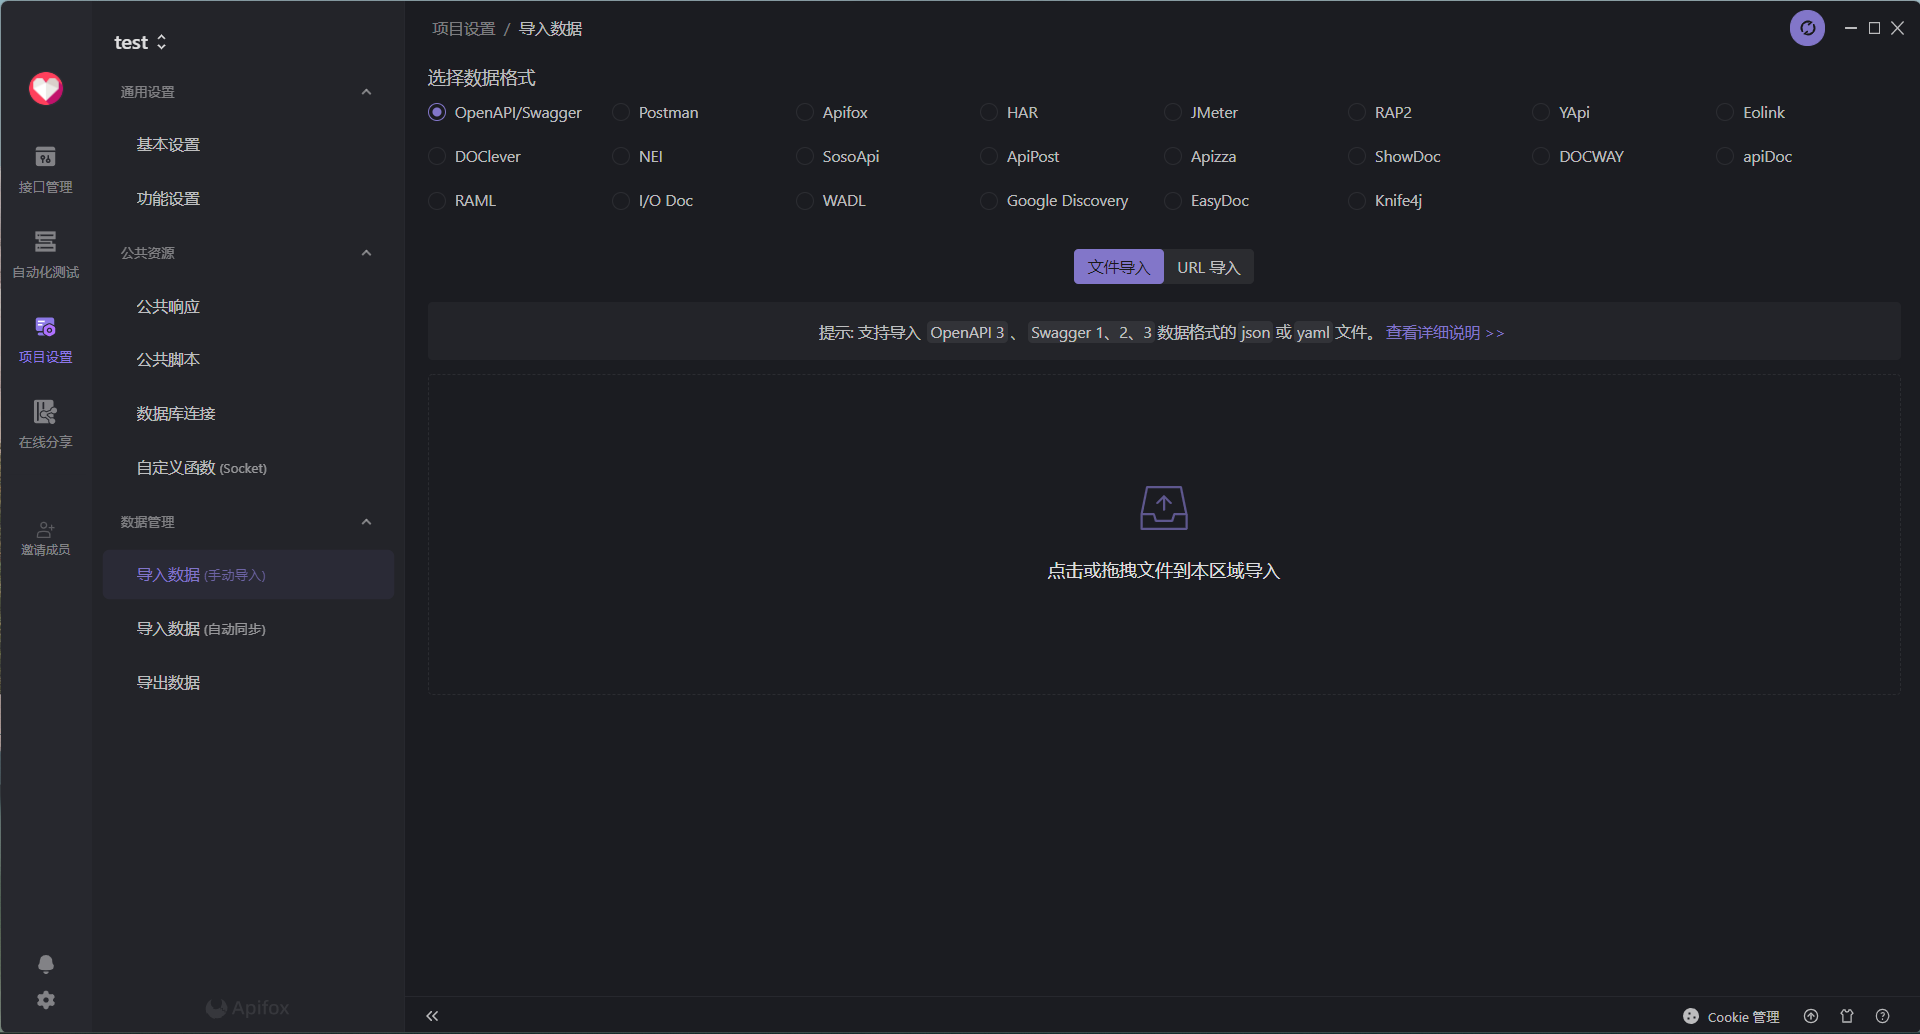 test
接口管理
自动化测试
项目设置
在线分享
邀请成员
通用设置
基本设置
功能设置
公共资源
公共响应
公共脚本
数据库连接
自定义函数 (Socket)
数据管理
导入数据 (手动导入)
导入数据 (自动同步)
导出数据
Apifox
项目设置 / 导入数据
选择数据格式
OpenAPI/Swagger Postman Apifox HAR JMeter RAP2 YApi Eolink
DOClever NEI SosoApi ApiPost Apizza ShowDoc DOCWAY apiDoc
RAML I/O Doc WADL Google Discovery EasyDoc Knife4j
文件导入 URL 导入
提示: 支持导入 OpenAPI 3 、 Swagger 1、2、3 数据格式的 json 或 yaml 文件。 查看详细说明 >>
点击或拖拽文件到本区域导入
Cookie 管理